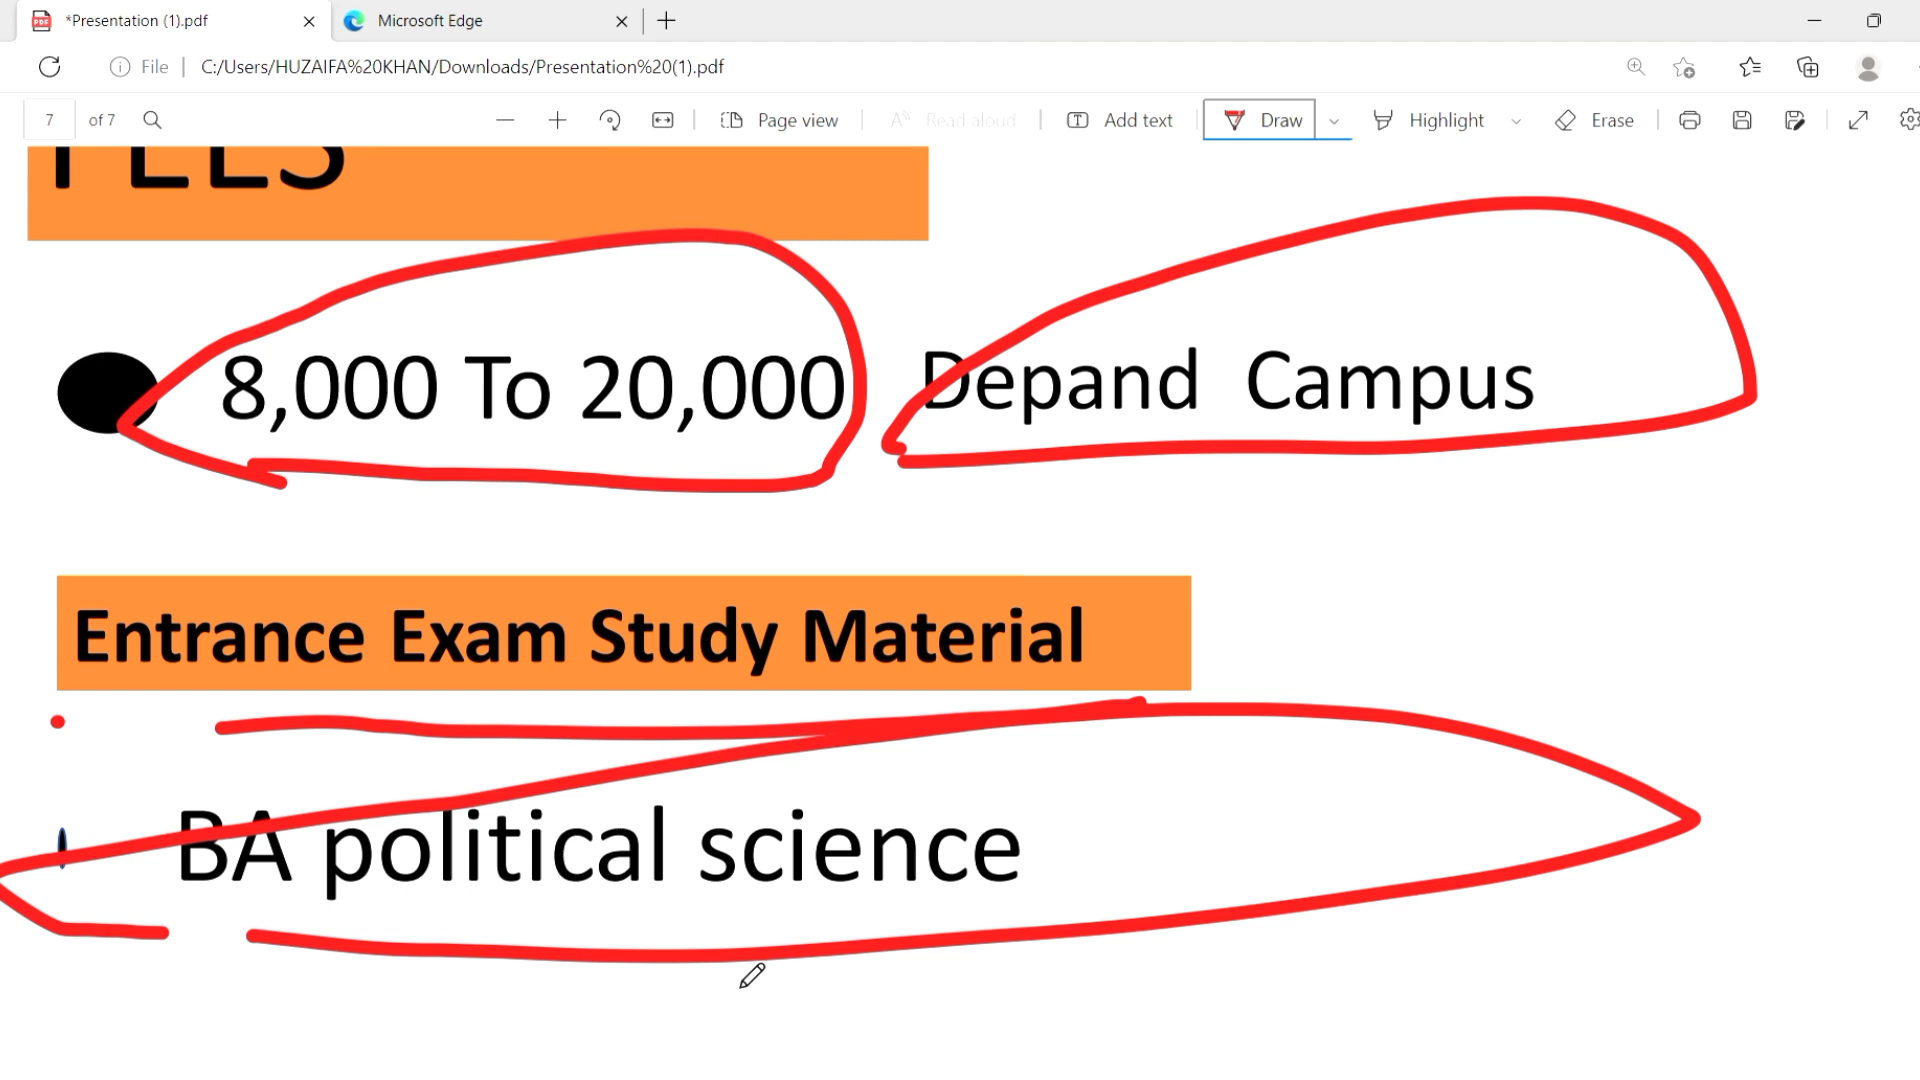 *Presentation (1).pdf
Microsoft Edge
File
C:/Users/HUZAIFA%20KHAN/Downloads/Presentation%20(1).pdf
7 of 7
Page view
Read aloud
Add text
Draw
Highlight
Erase
FEES
8,000 To 20,000 Depand Campus
Entrance Exam Study Material
BA political science